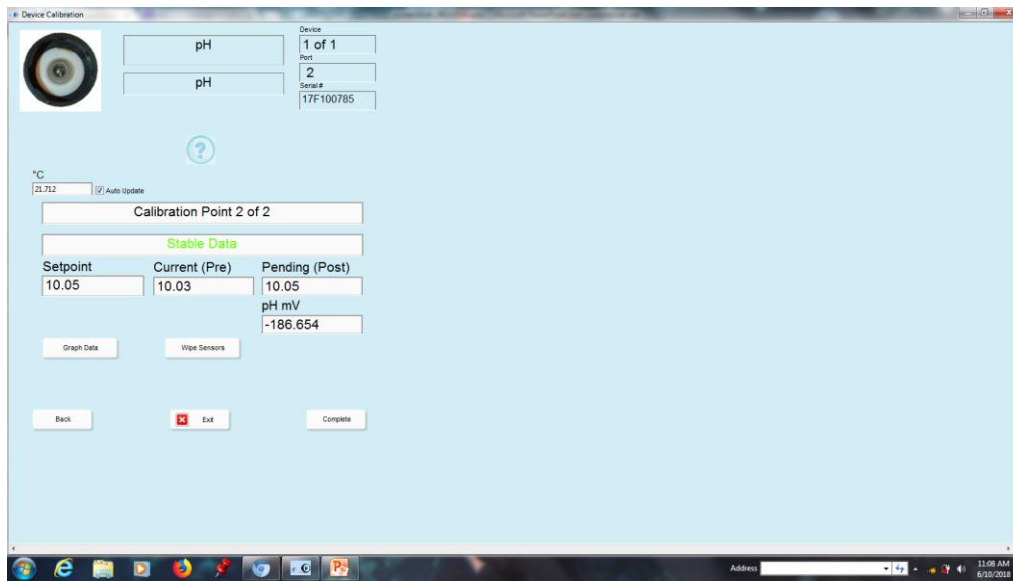 Device Calibration
pH
pH
Device
1 of 1
Port
2
Serial #
17F100785
?
°C
21.712
Auto Update
Calibration Point 2 of 2
Stable Data
Setpoint
Current (Pre)
Pending (Post)
10.05
10.03
10.05
pH mV
-186.654
Graph Data
Wipe Sensors
Back
Exit
Complete
Address
11:08 AM
6/10/2018